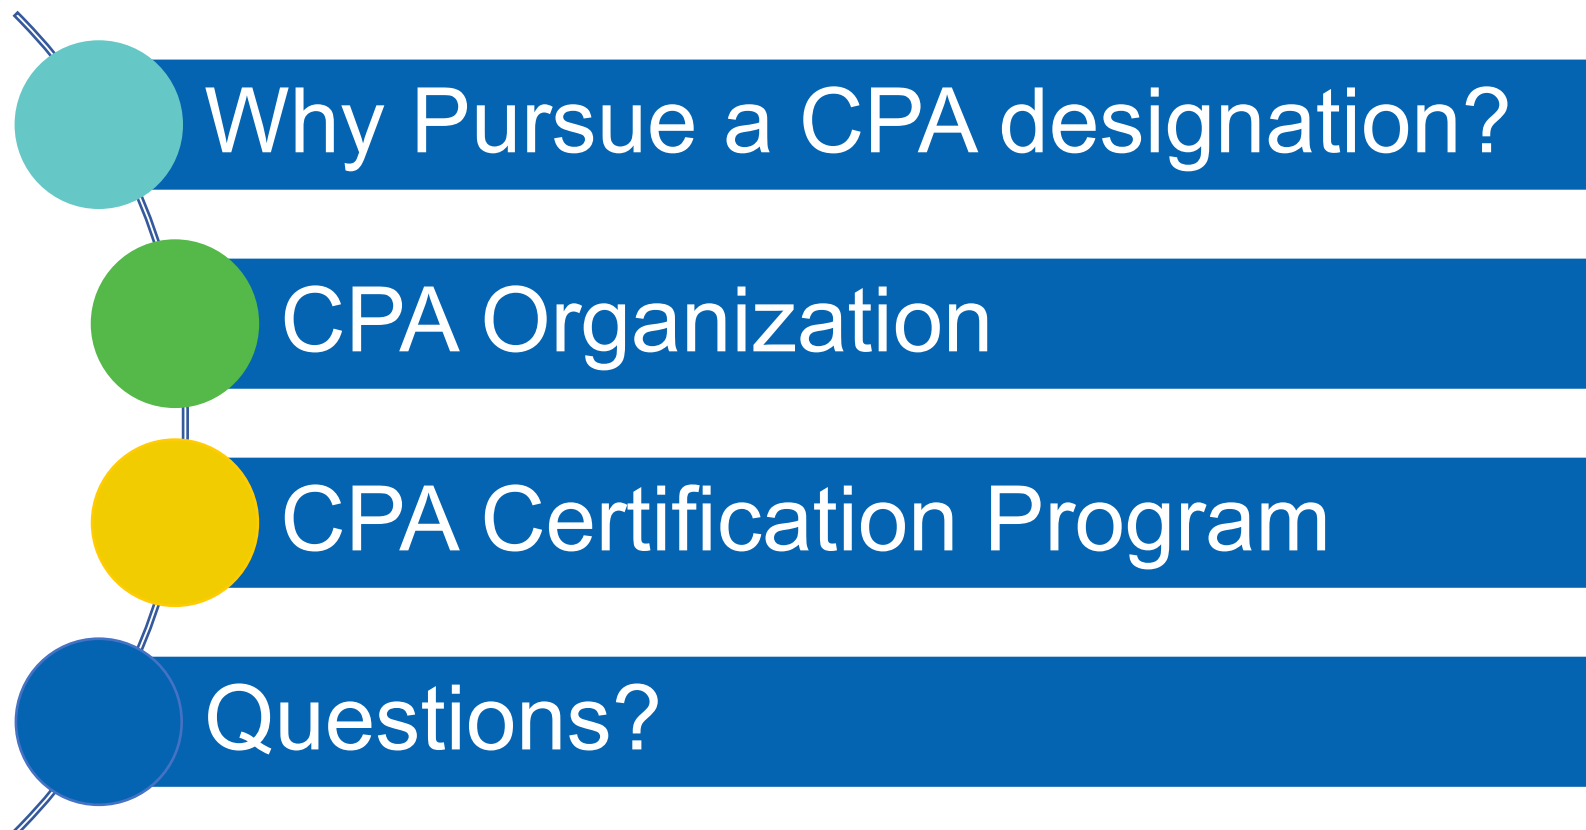 Why Pursue a CPA designation?
CPA Organization
CPA Certification Program
Questions?